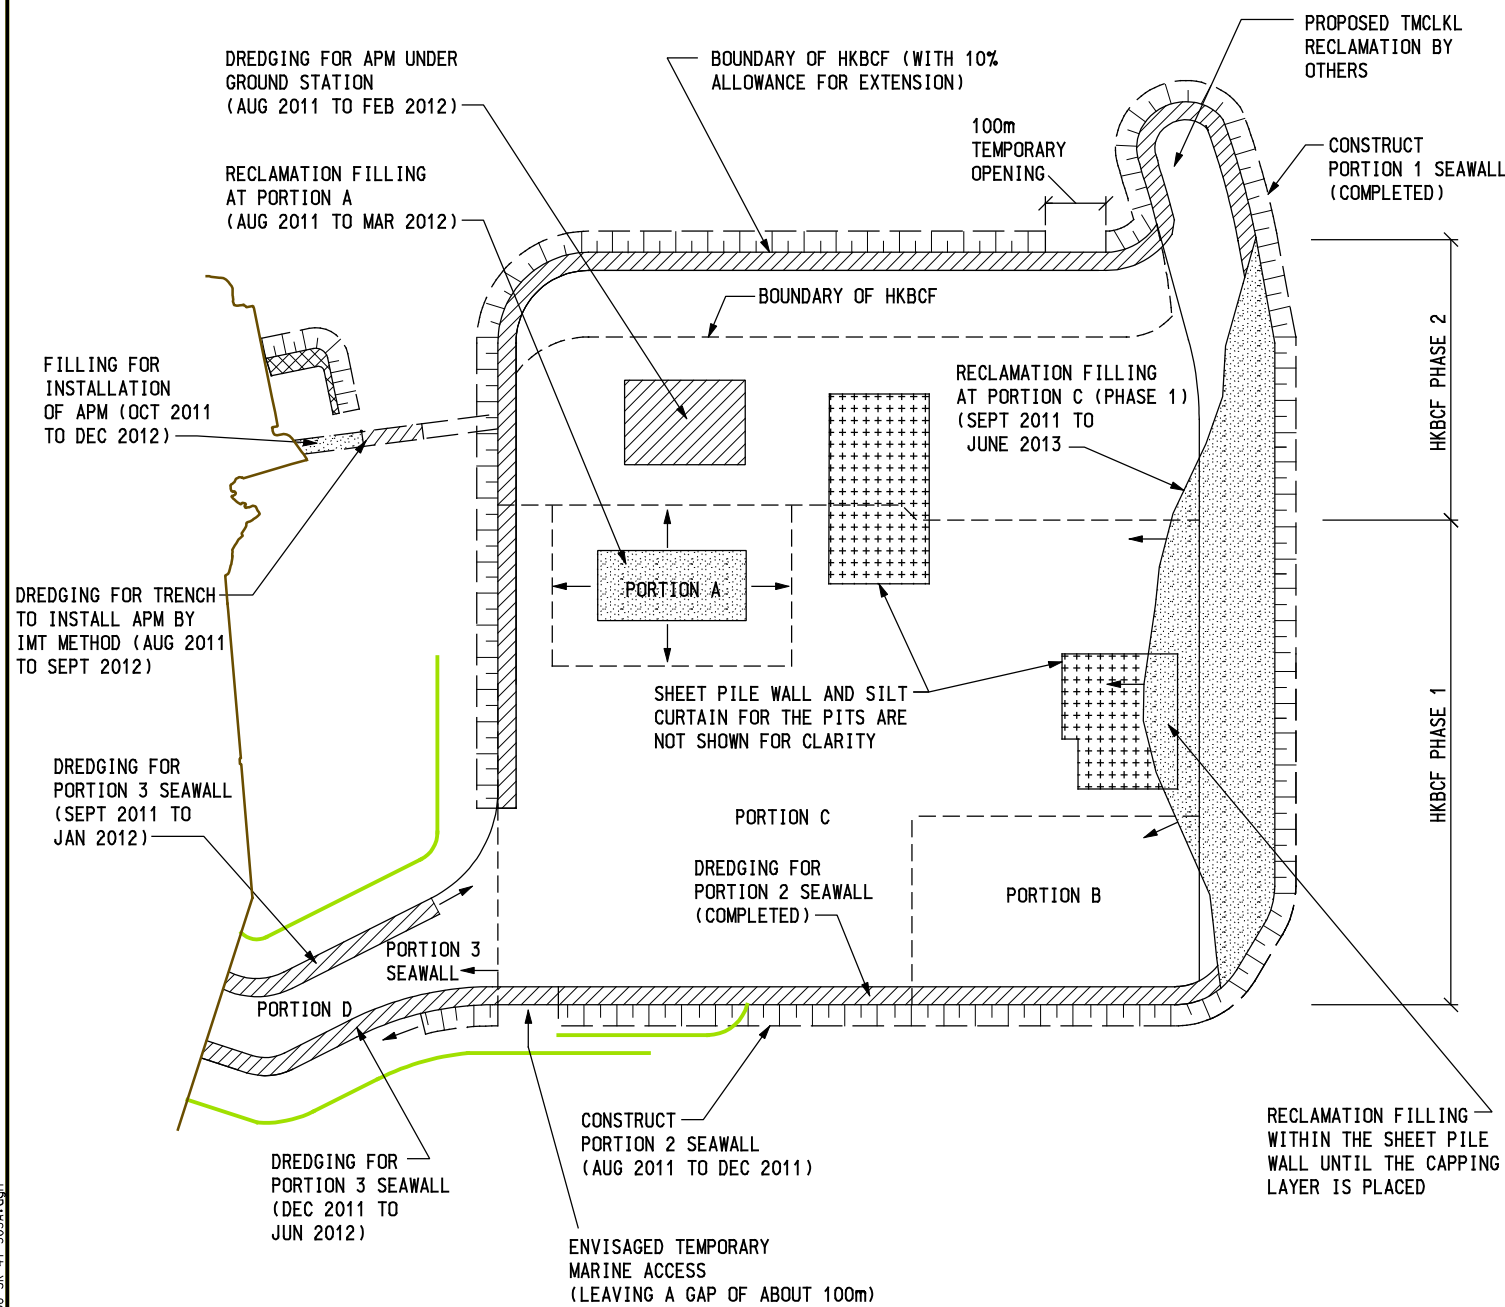 PROPOSED TMCLKL
RECLAMATION BY
OTHERS
DREDGING FOR APM UNDER
GROUND STATION
(AUG 2011 TO FEB 2012)
BOUNDARY OF HKBCF (WITH 10%
ALLOWANCE FOR EXTENSION)
100m
TEMPORARY
OPENING
CONSTRUCT
PORTION 1 SEAWALL
(COMPLETED)
RECLAMATION FILLING
AT PORTION A
(AUG 2011 TO MAR 2012)
BOUNDARY OF HKBCF
HKBCF PHASE 2
FILLING FOR
INSTALLATION
OF APM (OCT 2011
TO DEC 2012)
RECLAMATION FILLING
AT PORTION C (PHASE 1)
(SEPT 2011 TO
JUNE 2013
PORTION A
DREDGING FOR TRENCH
TO INSTALL APM BY
IMT METHOD (AUG 2011
TO SEPT 2012)
SHEET PILE WALL AND SILT
CURTAIN FOR THE PITS ARE
NOT SHOWN FOR CLARITY
HKBCF PHASE 1
DREDGING FOR
PORTION 3 SEAWALL
(SEPT 2011 TO
JAN 2012)
PORTION C
DREDGING FOR
PORTION 2 SEAWALL
(COMPLETED)
PORTION B
PORTION 3
SEAWALL
PORTION D
CONSTRUCT
PORTION 2 SEAWALL
(AUG 2011 TO DEC 2011)
RECLAMATION FILLING
WITHIN THE SHEET PILE
WALL UNTIL THE CAPPING
LAYER IS PLACED
DREDGING FOR
PORTION 3 SEAWALL
(DEC 2011 TO
JUN 2012)
ENVISAGED TEMPORARY
MARINE ACCESS
(LEAVING A GAP OF ABOUT 100m)